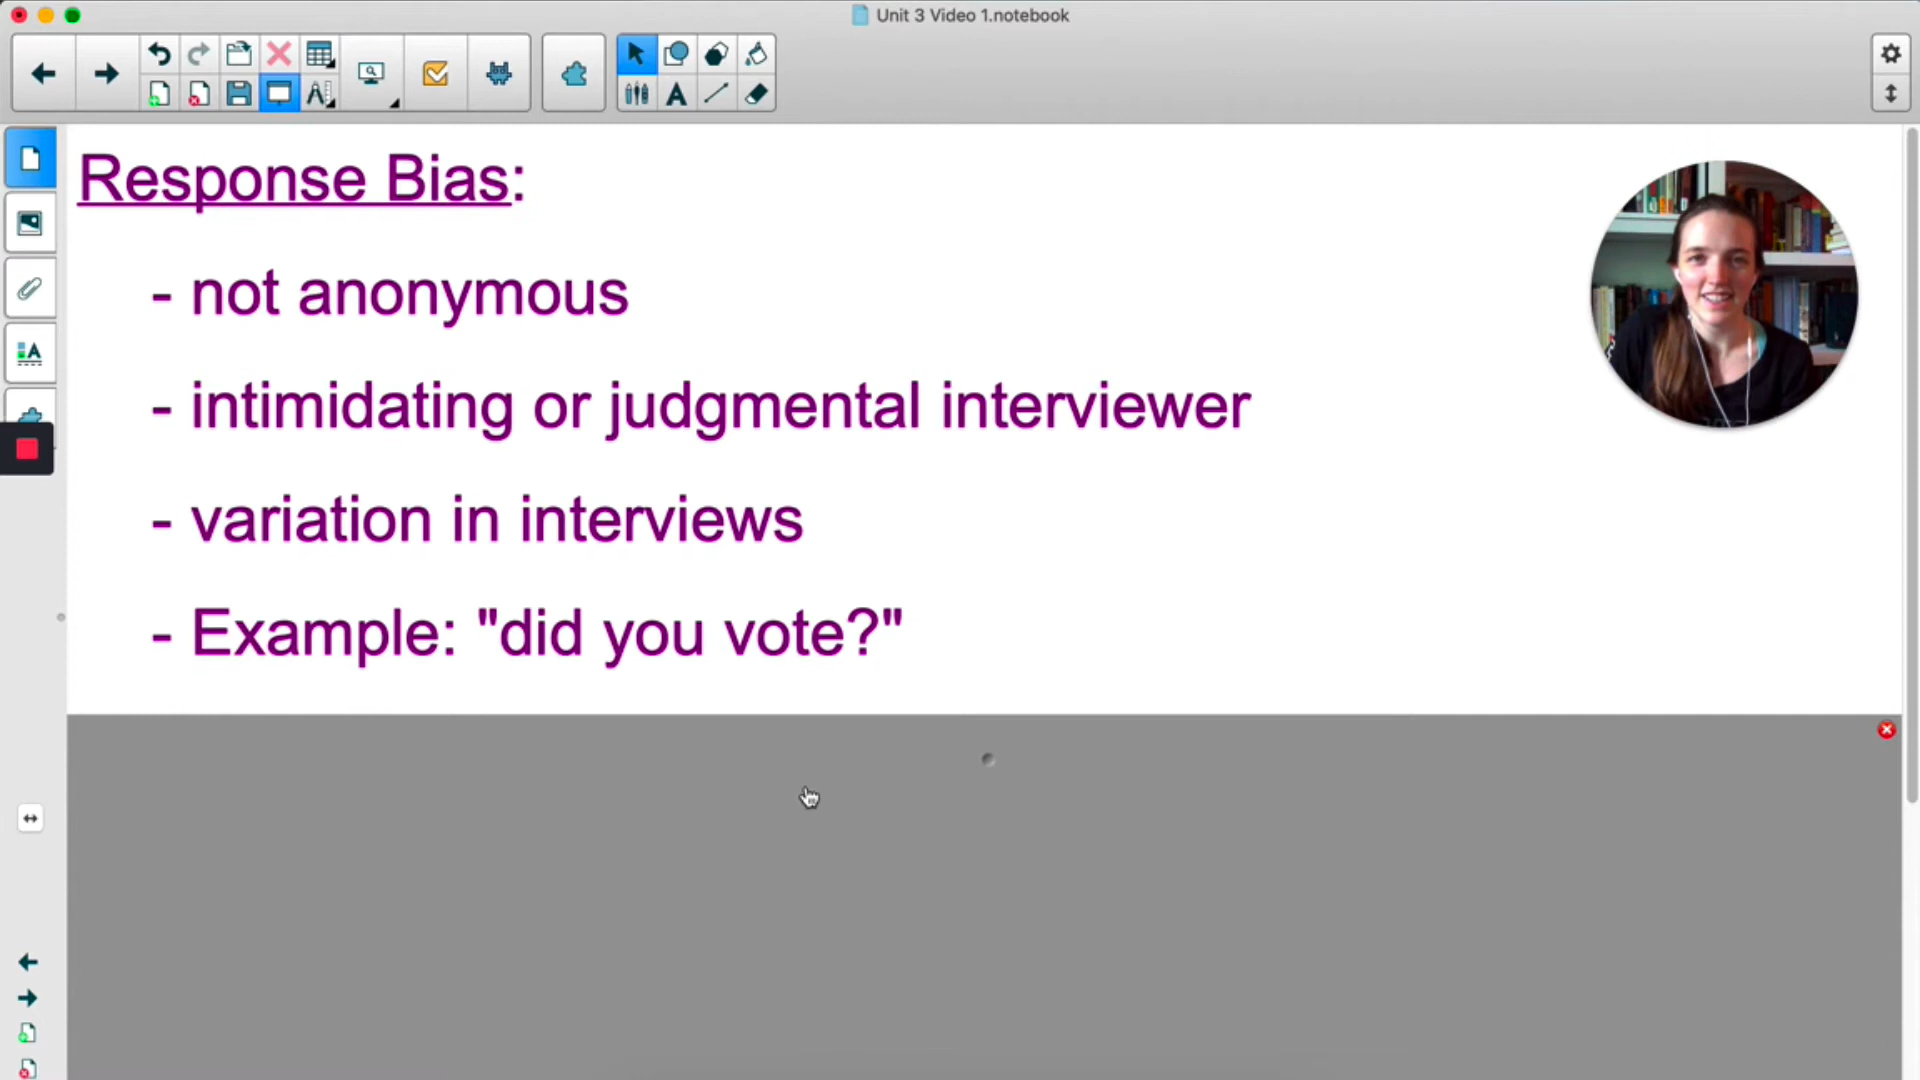 Unit 3 Video 1.notebook
Response Bias:
- not anonymous
- intimidating or judgmental interviewer
- variation in interviews
- Example: "did you vote?"